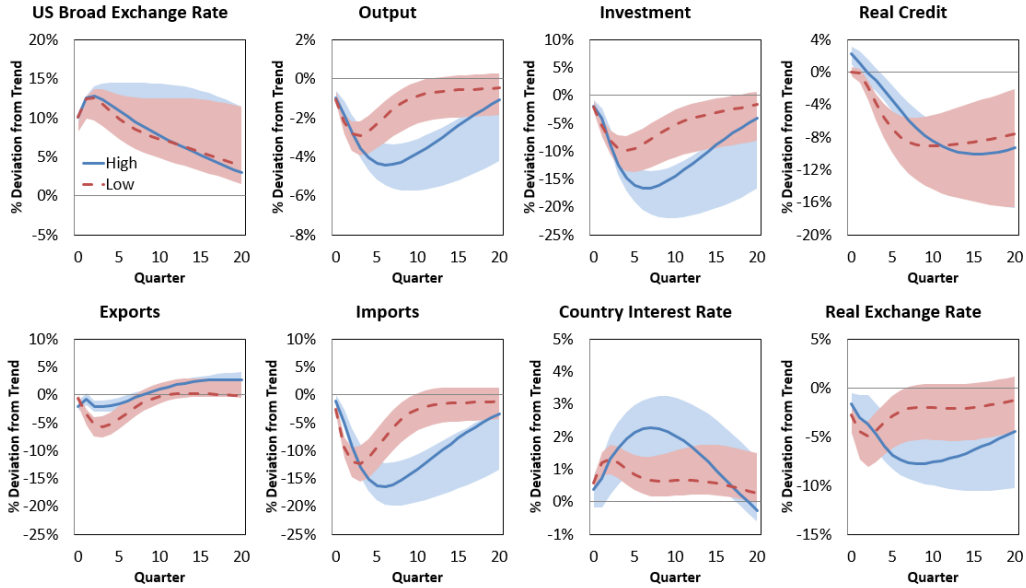 US Broad Exchange Rate
Output
Investment
Real Credit
% Deviation from Trend
20%
15%
10%
5%
0%
-5%
High
Low
0 5 10 15 20
Quarter
% Deviation from Trend
2%
0%
-2%
-4%
-6%
-8%
0 5 10 15 20
Quarter
% Deviation from Trend
10%
5%
0%
-5%
-10%
-15%
-20%
-25%
0 5 10 15 20
Quarter
% Deviation from Trend
4%
0%
-4%
-8%
-12%
-16%
-20%
0 5 10 15 20
Quarter
Exports
Imports
Country Interest Rate
Real Exchange Rate
% Deviation from Trend
10%
5%
0%
-5%
-10%
-15%
-20%
-25%
0 5 10 15 20
Quarter
% Deviation from Trend
10%
5%
0%
-5%
-10%
-15%
-20%
-25%
0 5 10 15 20
Quarter
% Deviation from Trend
5%
4%
3%
2%
1%
0%
-1%
0 5 10 15 20
Quarter
% Deviation from Trend
5%
0%
-5%
-10%
-15%
0 5 10 15 20
Quarter